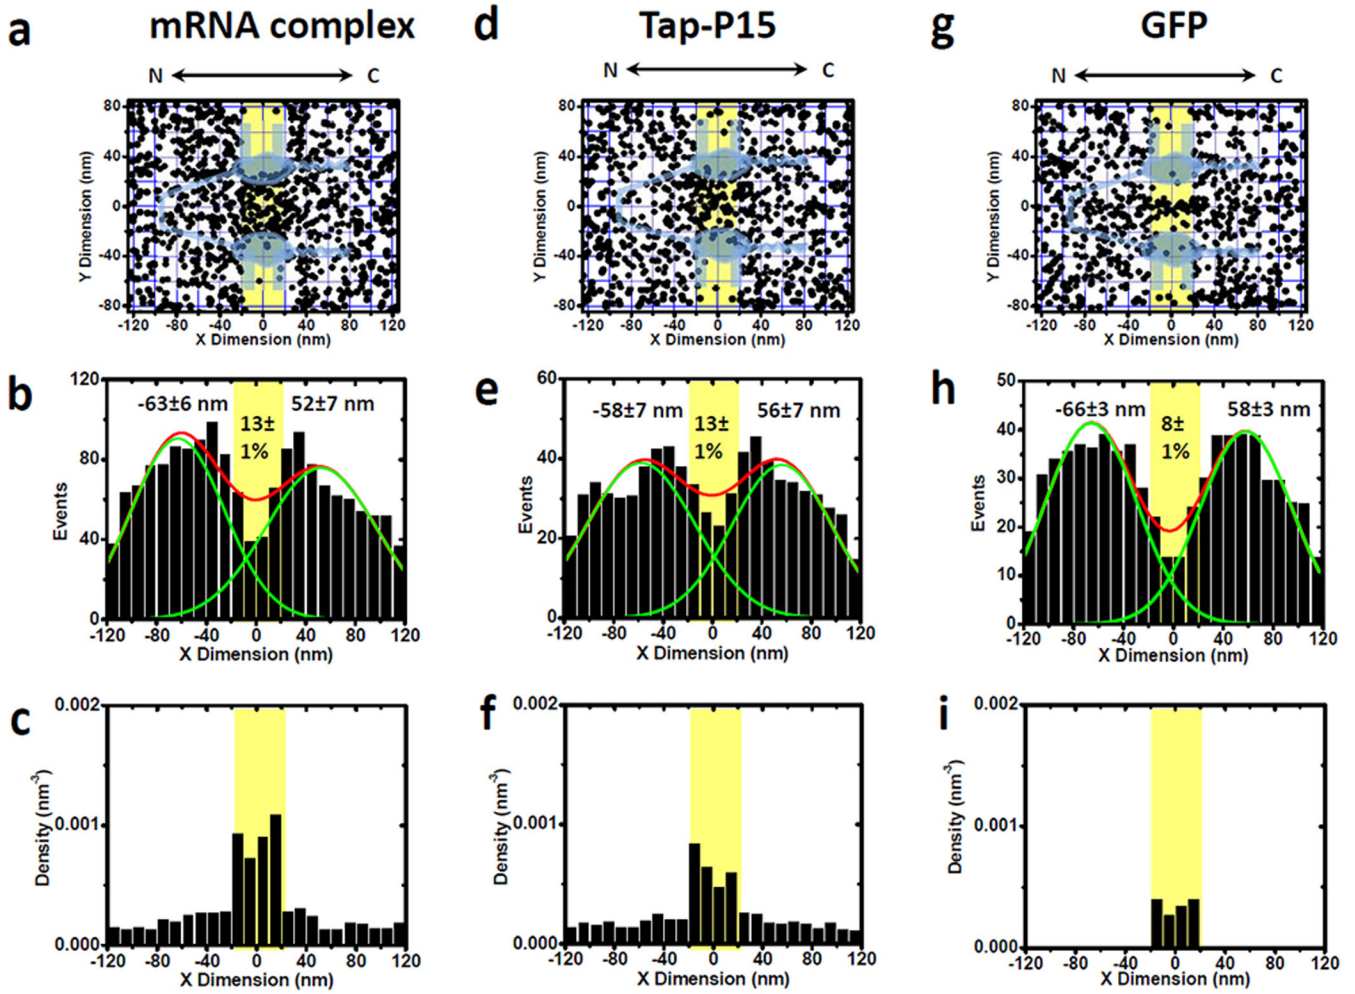 a mRNA complex d Tap-P15 g GFP
N C N C N C
80 40 0 -40 -80
Y Dimension (nm)
-120 -80 -40 0 40 80 120
X Dimension (nm)
80 40 0 -40 -80
Y Dimension (nm)
-120 -80 -40 0 40 80 120
X Dimension (nm)
80 40 0 -40 -80
Y Dimension (nm)
-120 -80 -40 0 40 80 120
X Dimension (nm)
b
120 80 40 0
Events
-63±6 nm 52±7 nm
13±
1%
-120 -80 -40 0 40 80 120
X Dimension (nm)
e
60 40 20 0
Events
-58±7 nm 56±7 nm
13±
1%
-120 -80 -40 0 40 80 120
X Dimension (nm)
h
50 40 30 20 10 0
Events
-66±3 nm 58±3 nm
8±
1%
-120 -80 -40 0 40 80 120
X Dimension (nm)
c
0.002 0.001 0.000
Density (nm-3)
-120 -80 -40 0 40 80 120
X Dimension (nm)
f
0.002 0.001 0.000
Density (nm-3)
-120 -80 -40 0 40 80 120
X Dimension (nm)
i
0.002 0.001 0.000
Density (nm-3)
-120 -80 -40 0 40 80 120
X Dimension (nm)